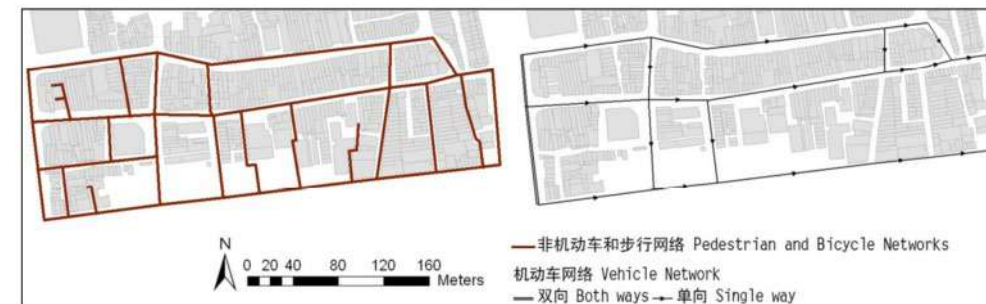 N
0 20 40 80 120 160
Meters
非机动车和步行网络 Pedestrian and Bicycle Networks
机动车网络 Vehicle Network
双向 Both ways 单向 Single way